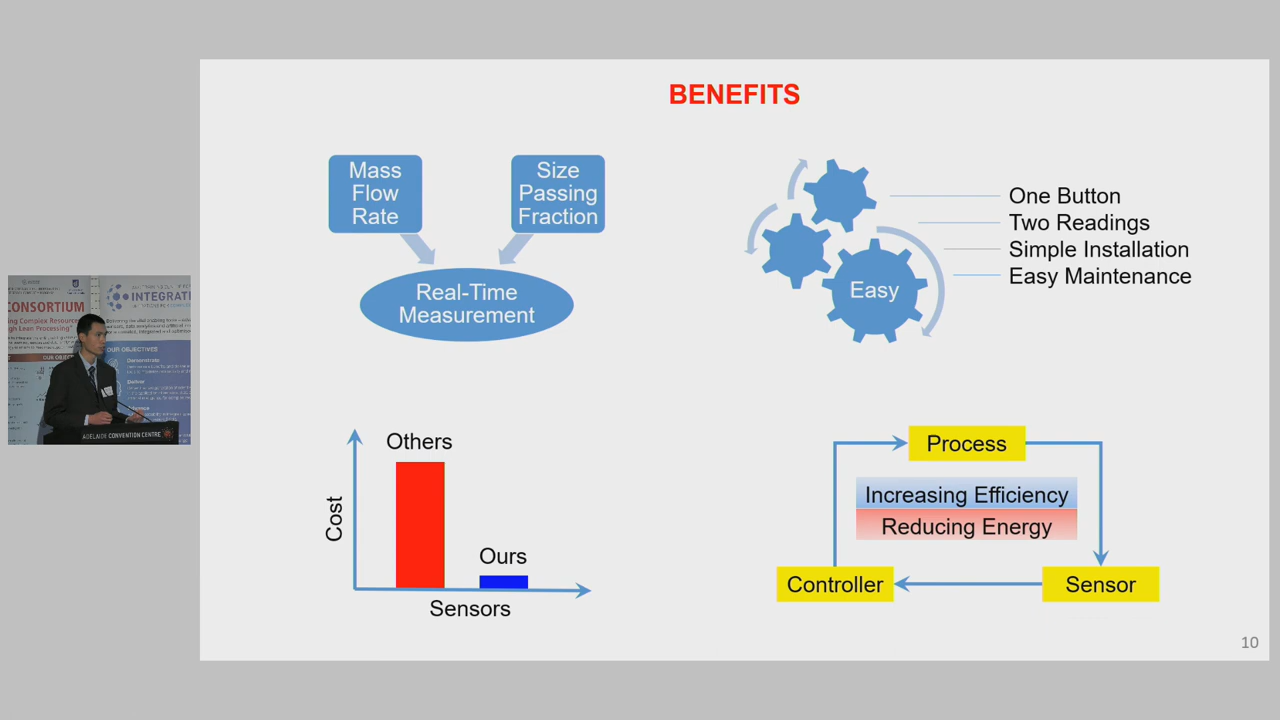 BENEFITS
Mass
Flow
Rate
Size
Passing
Fraction
Real-Time
Measurement
One Button
Two Readings
Simple Installation
Easy Maintenance
Easy
CONSORTIUM
INTEGRATE
OUR OBJECTIVES
ADELAIDE CONVENTION CENTRE
Others
Cost
Ours
Sensors
Process
Increasing Efficiency
Reducing Energy
Controller
Sensor
10